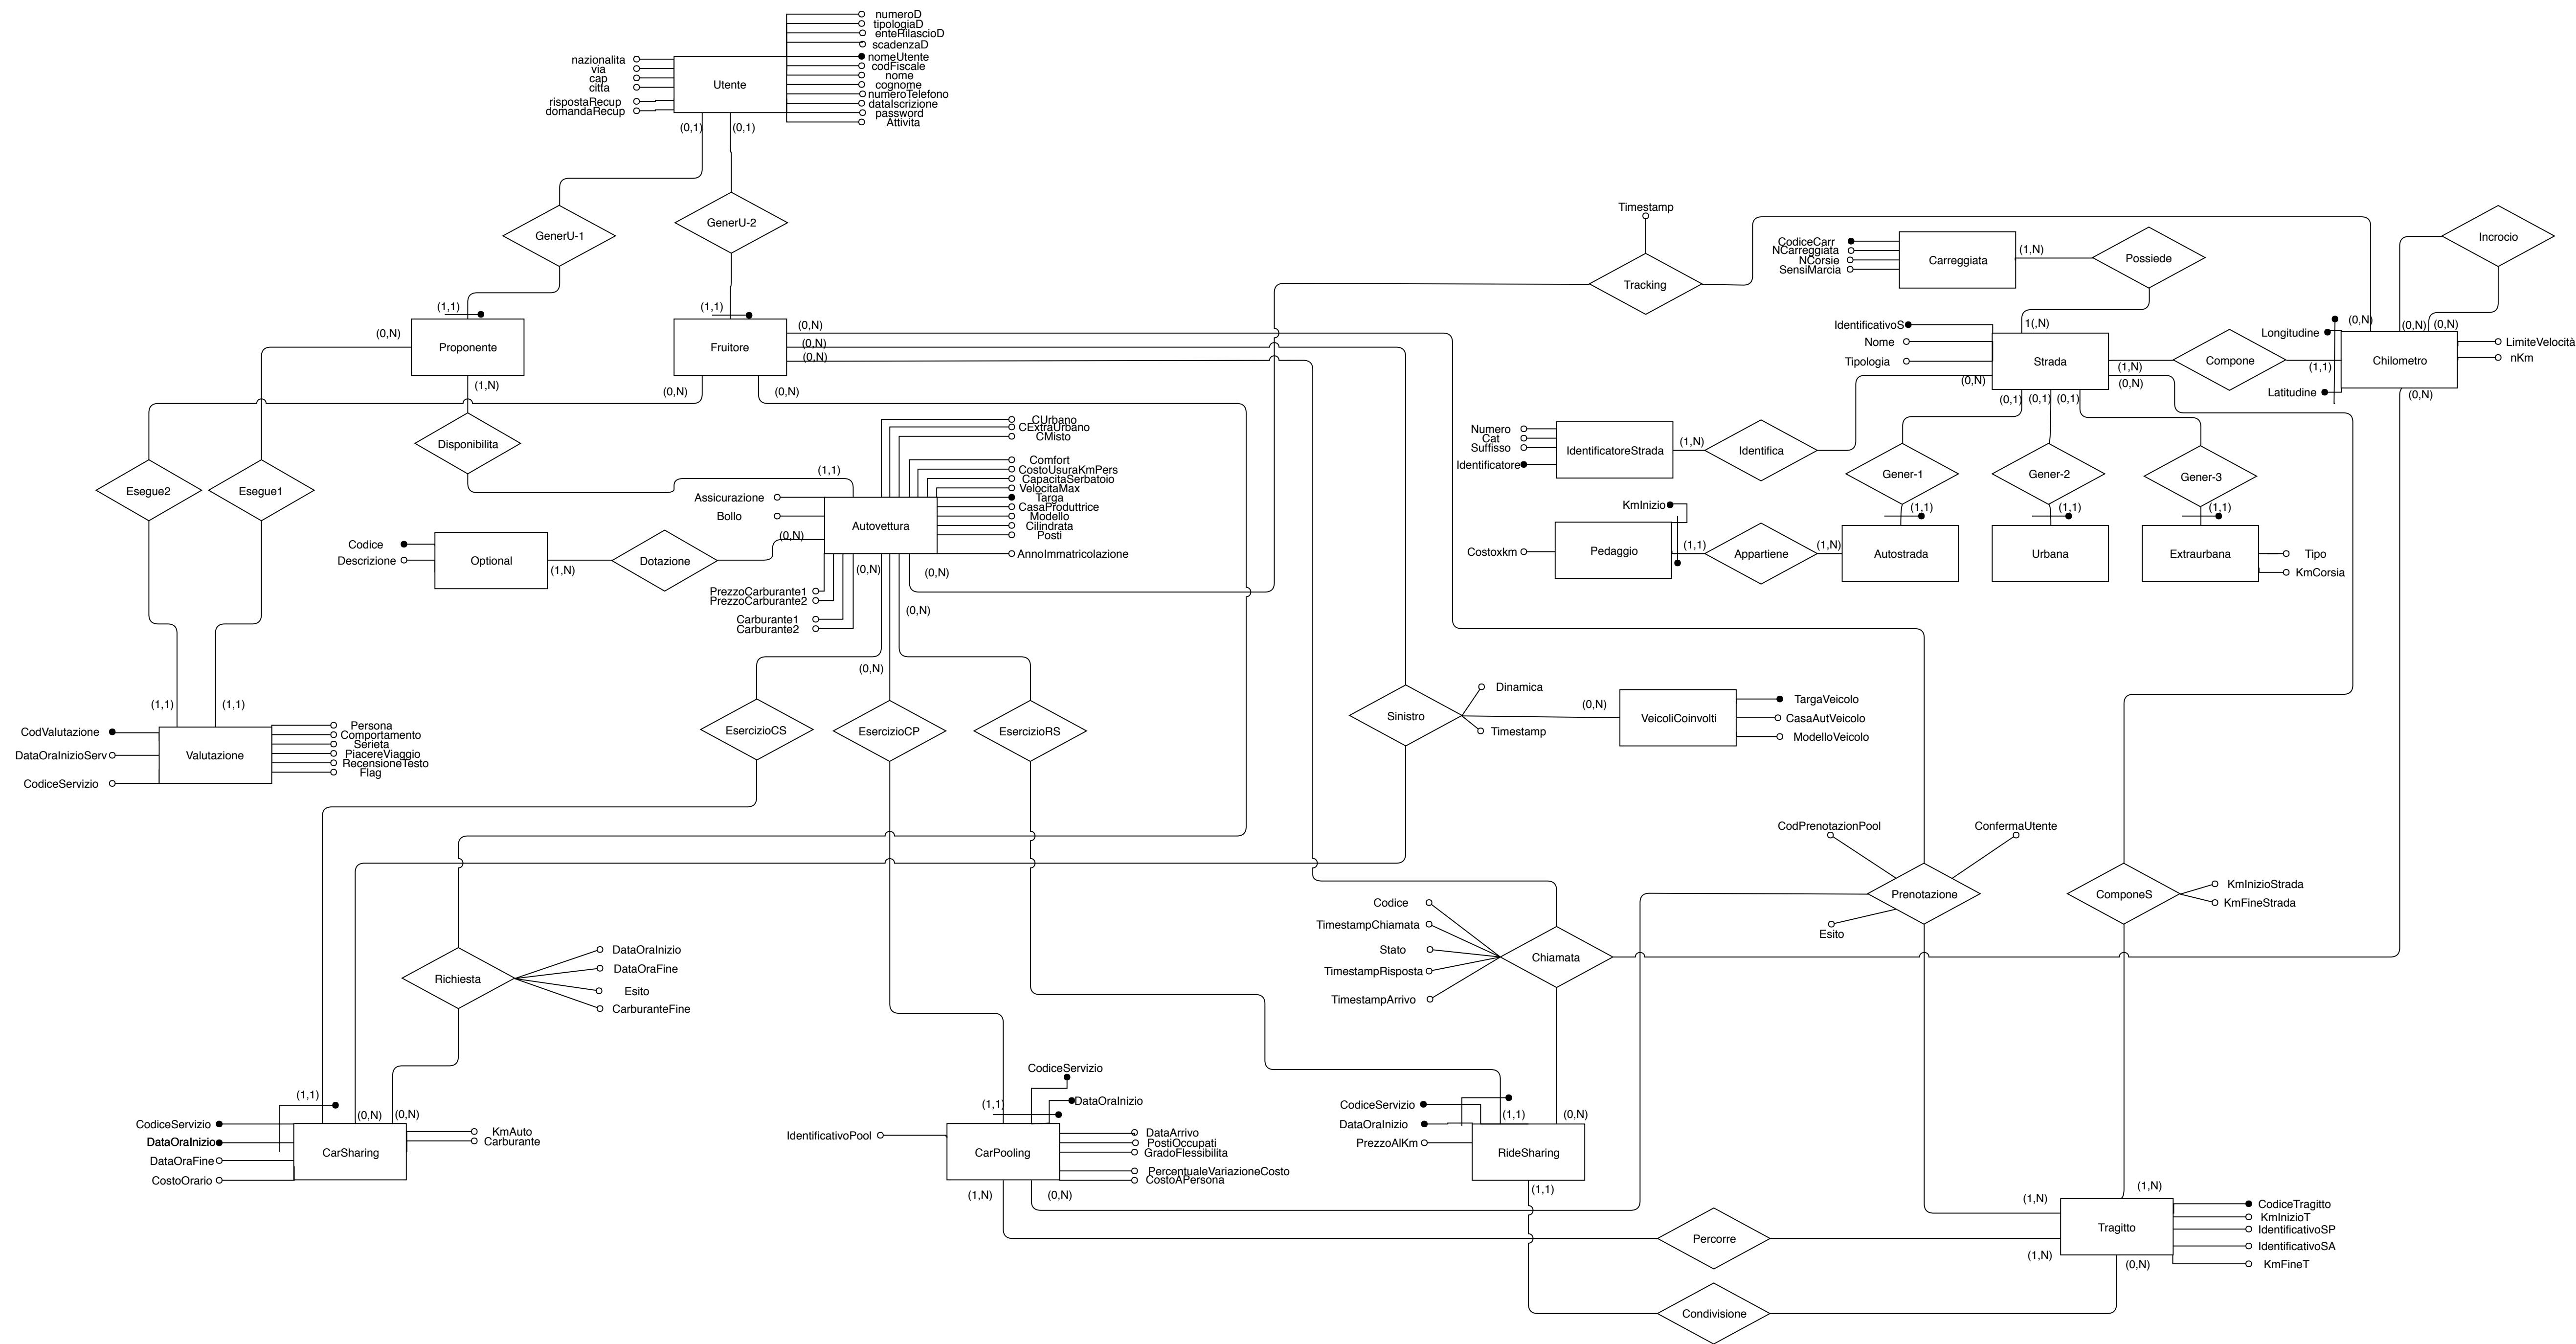 numeroD
tipologiaD
enteRilascioD
scadenzaD
nomeUtente
codFiscale
nome
cognome
numeroTelefono
dataIscrizione
password
Attivita
nazionalita
via
cap
citta
rispostaRecup
domandaRecup
Utente
(0,1)
(0,1)
GenerU-1
GenerU-2
(1,1)
(1,1)
(0,N)
Proponente
(1,N)
Fruitore
(0,N)
(0,N)
(0,N)
(0,N)
(0,N)
Timestamp
Tracking
CodiceCarr
NCarreggiata
NCorsie
SensiMarcia
Carreggiata
(1,N)
Possiede
Incrocio
IdentificativoS
Nome
Tipologia
1(,N)
Strada
(0,N)
(1,N)
(0,N)
(0,1)
(0,1)
(0,1)
Compone
(1,1)
Longitudine
Latitudine
(0,N)
(0,N)
(0,N)
Chilometro
LimiteVelocità
nKm
(0,N)
Disponibilita
Esegue2
Esegue1
(1,1)
CUrbano
CExtraUrbano
CMisto
Comfort
CostoUsuraKmPers
CapacitaSerbatoio
VelocitaMax
Targa
CasaProduttrice
Modello
Cilindrata
Posti
AnnoImmatricolazione
Assicurazione
Bollo
Autovettura
(0,N)
Codice
Descrizione
Optional
(1,N)
Dotazione
PrezzoCarburante1
PrezzoCarburante2
Carburante1
Carburante2
(0,N)
(0,N)
(0,N)
(0,N)
Numero
Cat
Suffisso
Identificatore
IdentificatoreStrada
(1,N)
Identifica
Gener-1
Gener-2
Gener-3
(1,1)
(1,1)
(1,1)
KmInizio
Costoxkm
Pedaggio
(1,1)
Appartiene
(1,N)
Autostrada
Urbana
Extraurbana
Tipo
KmCorsia
(1,1)
(1,1)
CodValutazione
DataOraInizioServ
CodiceServizio
Valutazione
Persona
Comportamento
Serieta
PiacereViaggio
RecensioneTesto
Flag
EsercizioCS
EsercizioCP
EsercizioRS
Sinistro
Dinamica
Timestamp
(0,N)
VeicoliCoinvolti
TargaVeicolo
CasaAutVeicolo
ModelloVeicolo
CodPrenotazionPool
ConfermaUtente
Prenotazione
Esito
ComponeS
KmInizioStrada
KmFineStrada
Codice
TimestampChiamata
Stato
TimestampRisposta
TimestampArrivo
Chiamata
Richiesta
DataOraInizio
DataOraFine
Esito
CarburanteFine
(1,1)
(0,N)
(0,N)
CodiceServizio
DataOraInizio
DataOraFine
CostoOrario
CarSharing
KmAuto
Carburante
CodiceServizio
DataOraInizio
(1,1)
IdentificativoPool
CarPooling
DataArrivo
PostiOccupati
GradoFlessibilita
PercentualeVariazioneCosto
CostoAPersona
(1,N)
(0,N)
CodiceServizio
DataOraInizio
PrezzoAlKm
(1,1)
(0,N)
RideSharing
(1,1)
(1,N)
(1,N)
Tragitto
(1,N)
(0,N)
CodiceTragitto
KmInizioT
IdentificativoSP
IdentificativoSA
KmFineT
Percorre
Condivisione